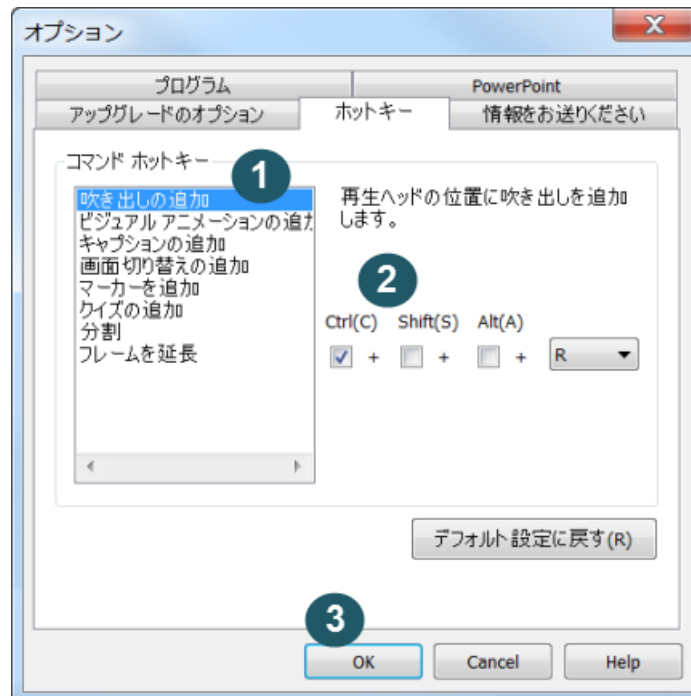 オプション
X
プログラム
PowerPoint
アップグレードのオプション
ホットキー
情報をお送りください
コマンド ホットキー
1
吹き出しの追加
ビジュアル アニメーションの追加
キャプションの追加
画面切り替えの追加
マーカーを追加
クイズの追加
分割
フレームを延長
再生ヘッドの位置に吹き出しを追加
します。
2
Ctrl(C) Shift(S) Alt(A)
+ + + R
デフォルト設定に戻す(R)
3
OK
Cancel
Help